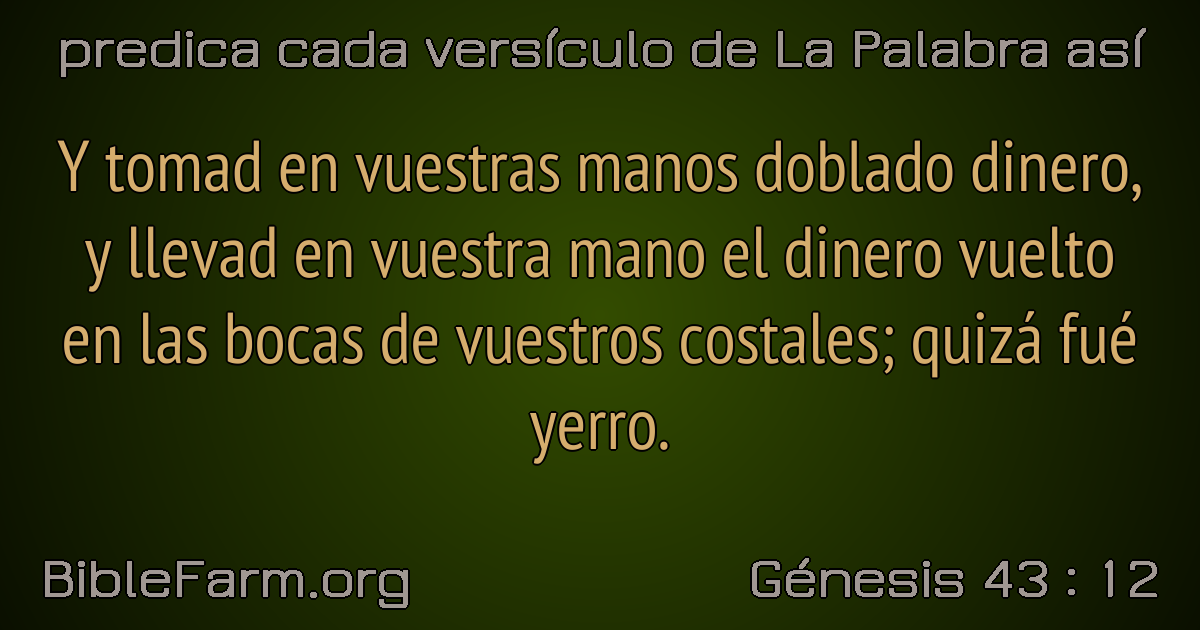 predica cada versículo de La Palabra así
Y tomad en vuestras manos doblado dinero,
y llevad en vuestra mano el dinero vuelto
en las bocas de vuestros costales; quizá fué
yerro.
BibleFarm.org
Génesis 43 : 12